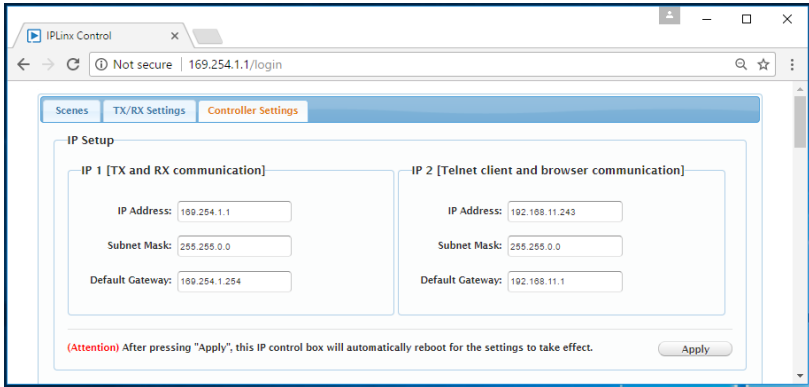 IPLinx Control
Not secure | 169.254.1.1/login
Scenes TX/RX Settings Controller Settings
IP Setup
IP 1 [TX and RX communication]
IP Address: 169.254.1.1
Subnet Mask: 255.255.0.0
Default Gateway: 169.254.1.254
IP 2 [Telnet client and browser communication]
IP Address: 192.168.11.243
Subnet Mask: 255.255.0.0
Default Gateway: 192.168.11.1
(Attention) After pressing "Apply", this IP control box will automatically reboot for the settings to take effect.
Apply